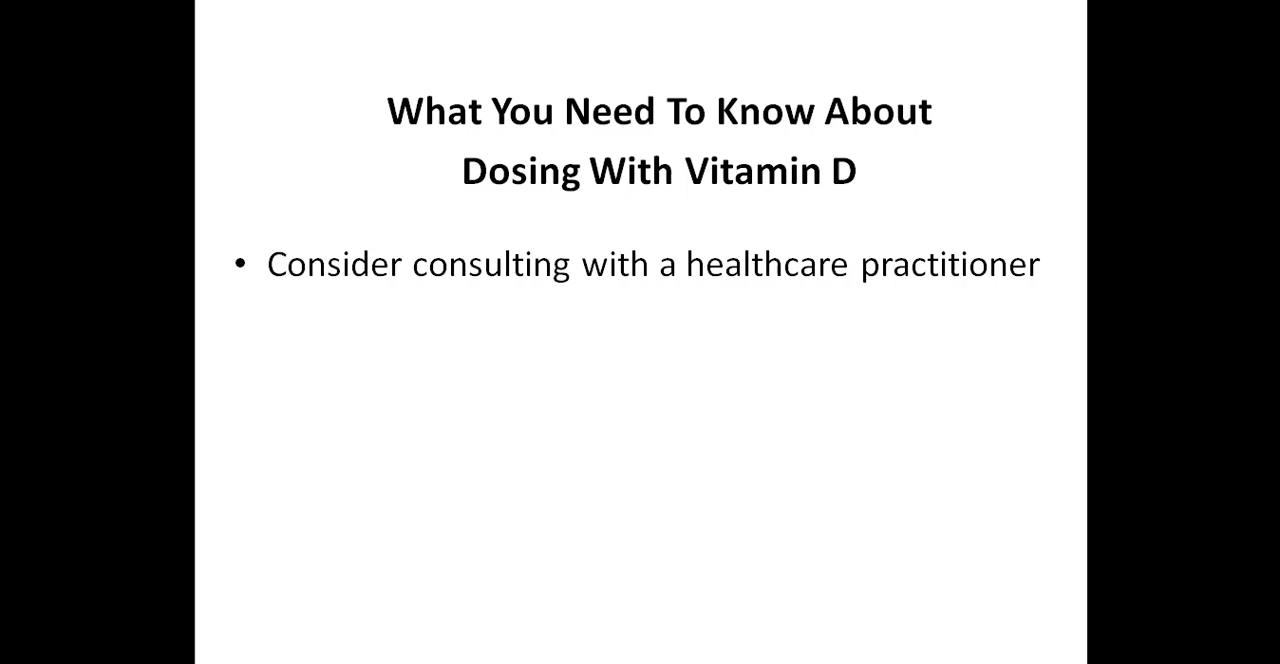 What You Need To Know About
Dosing With Vitamin D
• Consider consulting with a healthcare practitioner